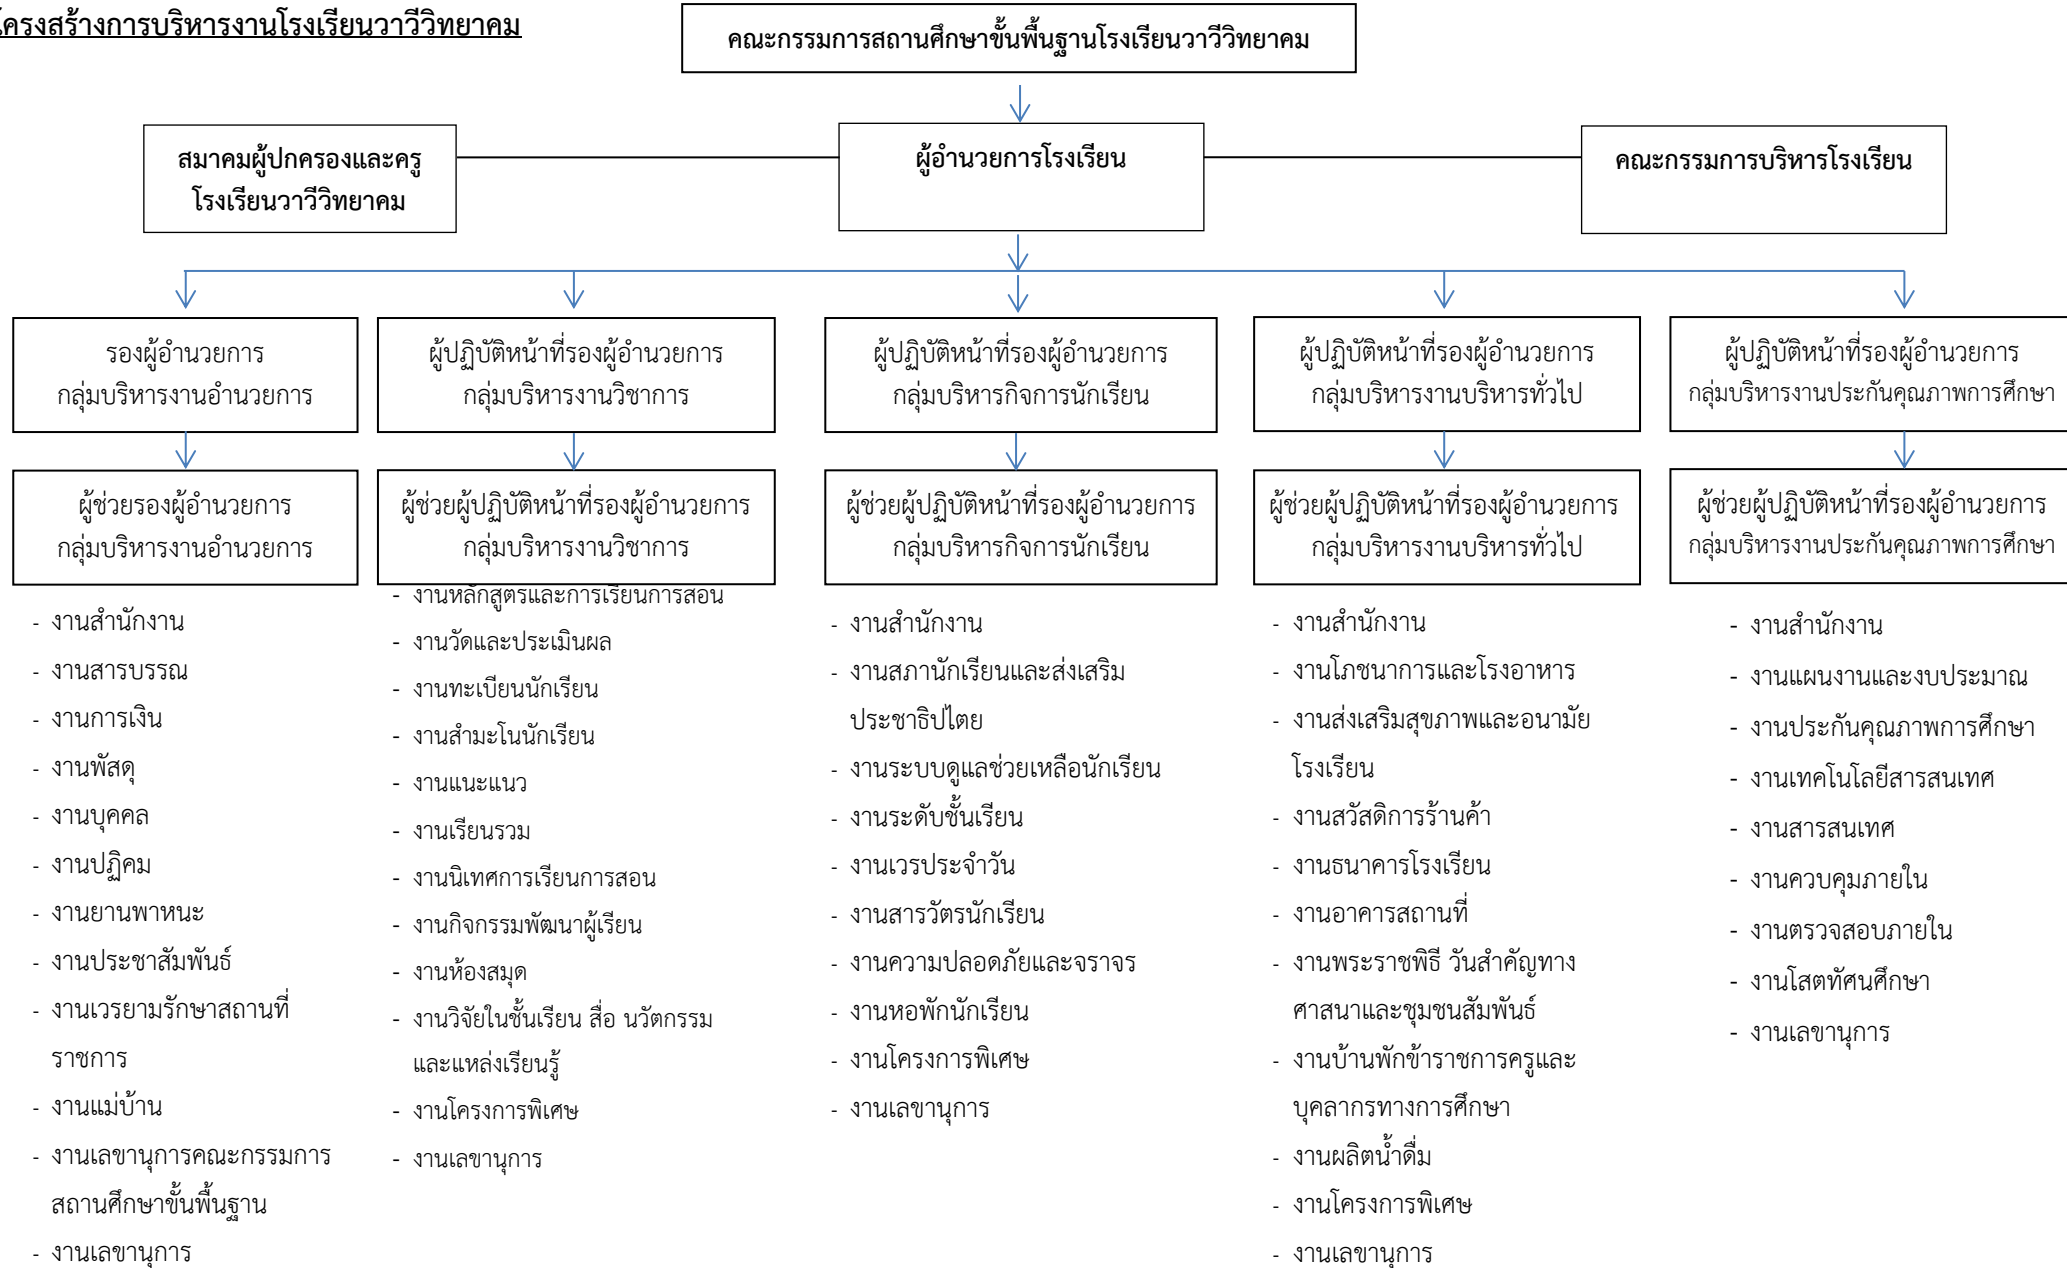 โครงสร้างการบริหารงานโรงเรียนวาวีวิทยาคม
คณะกรรมการสถานศึกษาขั้นพื้นฐานโรงเรียนวาวีวิทยาคม
สมาคมผู้ปกครองและครู
โรงเรียนวาวีวิทยาคม
ผู้อำนวยการโรงเรียน
คณะกรรมการบริหารโรงเรียน
รองผู้อำนวยการ
กลุ่มบริหารงานอำนวยการ
ผู้ปฏิบัติหน้าที่รองผู้อำนวยการ
กลุ่มบริหารงานวิชาการ
ผู้ปฏิบัติหน้าที่รองผู้อำนวยการ
กลุ่มบริหารกิจการนักเรียน
ผู้ปฏิบัติหน้าที่รองผู้อำนวยการ
กลุ่มบริหารงานบริหารทั่วไป
ผู้ปฏิบัติหน้าที่รองผู้อำนวยการ
กลุ่มบริหารงานประกันคุณภาพการศึกษา
ผู้ช่วยรองผู้อำนวยการ
กลุ่มบริหารงานอำนวยการ
ผู้ช่วยผู้ปฏิบัติหน้าที่รองผู้อำนวยการ
กลุ่มบริหารงานวิชาการ
ผู้ช่วยผู้ปฏิบัติหน้าที่รองผู้อำนวยการ
กลุ่มบริหารกิจการนักเรียน
ผู้ช่วยผู้ปฏิบัติหน้าที่รองผู้อำนวยการ
กลุ่มบริหารงานบริหารทั่วไป
ผู้ช่วยผู้ปฏิบัติหน้าที่รองผู้อำนวยการ
กลุ่มบริหารงานประกันคุณภาพการศึกษา
- งานสำนักงาน
- งานสารบรรณ
- งานการเงิน
- งานพัสดุ
- งานบุคคล
- งานปฏิคม
- งานยานพาหนะ
- งานประชาสัมพันธ์
- งานเวรยามรักษาสถานที่
ราชการ
- งานแม่บ้าน
- งานเลขานุการคณะกรรมการ
สถานศึกษาขั้นพื้นฐาน
- งานเลขานุการ
- งานหลักสูตรและการเรียนการสอน
- งานวัดและประเมินผล
- งานทะเบียนนักเรียน
- งานสำมะโนนักเรียน
- งานแนะแนว
- งานเรียนรวม
- งานนิเทศการเรียนการสอน
- งานกิจกรรมพัฒนาผู้เรียน
- งานห้องสมุด
- งานวิจัยในชั้นเรียน สื่อ นวัตกรรม
และแหล่งเรียนรู้
- งานโครงการพิเศษ
- งานเลขานุการ
- งานสำนักงาน
- งานสภานักเรียนและส่งเสริม
ประชาธิปไตย
- งานระบบดูแลช่วยเหลือนักเรียน
- งานระดับชั้นเรียน
- งานเวรประจำวัน
- งานสารวัตรนักเรียน
- งานความปลอดภัยและจราจร
- งานหอพักนักเรียน
- งานโครงการพิเศษ
- งานเลขานุการ
- งานสำนักงาน
- งานโภชนาการและโรงอาหาร
- งานส่งเสริมสุขภาพและอนามัย
โรงเรียน
- งานสวัสดิการร้านค้า
- งานธนาคารโรงเรียน
- งานอาคารสถานที่
- งานพระราชพิธี วันสำคัญทาง
ศาสนาและชุมชนสัมพันธ์
- งานบ้านพักข้าราชการครูและ
บุคลากรทางการศึกษา
- งานผลิตน้ำดื่ม
- งานโครงการพิเศษ
- งานเลขานุการ
- งานสำนักงาน
- งานแผนงานและงบประมาณ
- งานประกันคุณภาพการศึกษา
- งานเทคโนโลยีสารสนเทศ
- งานสารสนเทศ
- งานควบคุมภายใน
- งานตรวจสอบภายใน
- งานโสตทัศนศึกษา
- งานเลขานุการ